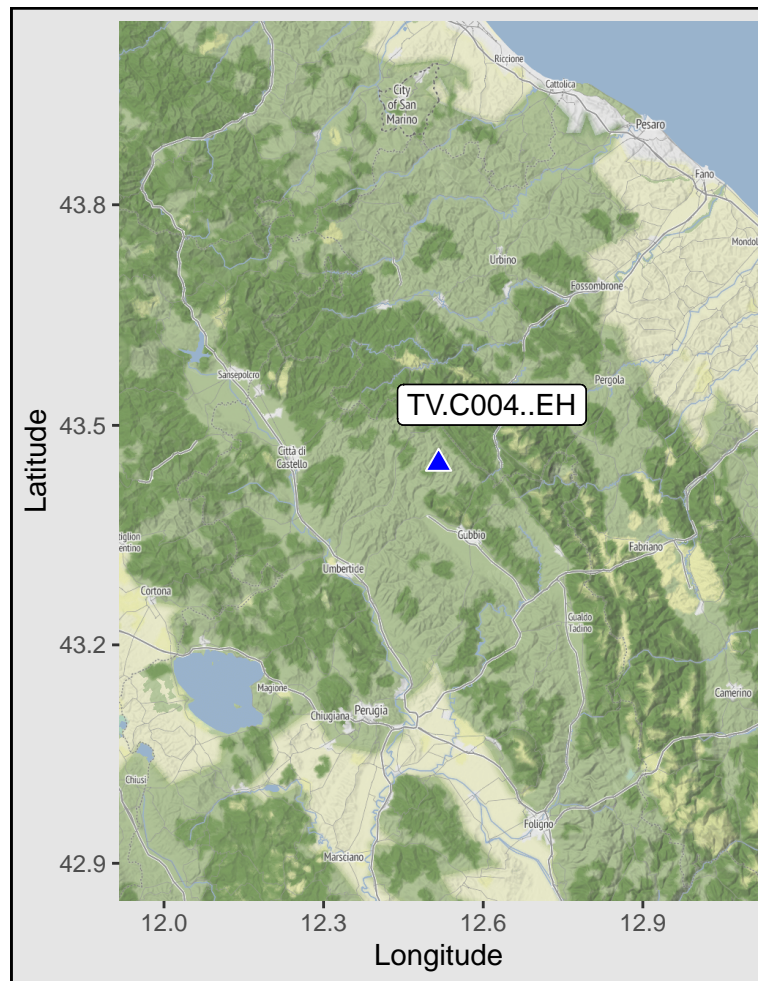 Riccione
Cattolica
City
of San
Marino
Pesaro
Fano
43.8
Mondol
Urbino
Fossombrone
Sansepolcro
Pergola
TV.C004..EH
43.5
Latitude
Città di
Castello
Gubbio
tiglion
entino
Fabriano
Umbertide
Cortona
Gualdo
Tadino
43.2
Magione
Camerino
Chiugiana
Perugia
Chiusi
Foligno
Marsciano
42.9
12.0
12.3
12.6
12.9
Longitude